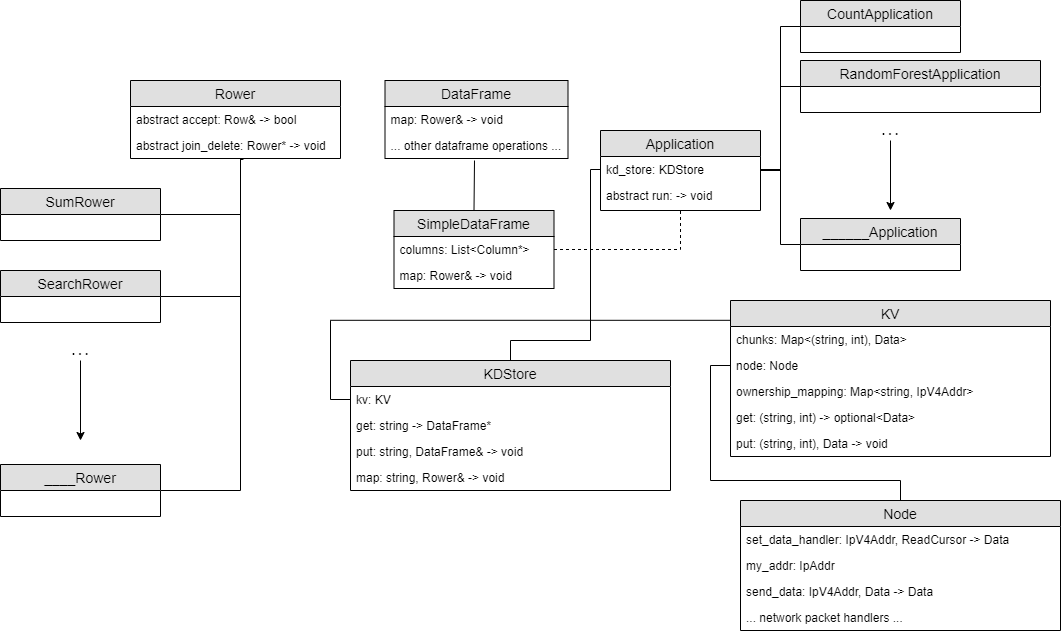 CountApplication
RandomForestApplication
...
______Application
Rower
abstract accept: Row& -> bool
abstract join_delete: Rower* -> void
DataFrame
map: Rower& -> void
... other dataframe operations ...
Application
kd_store: KDStore
abstract run: -> void
SumRower
SearchRower
...
____Rower
SimpleDataFrame
columns: List<Column*>
map: Rower& -> void
KDStore
kv: KV
get: string -> DataFrame*
put: string, DataFrame& -> void
map: string, Rower& -> void
KV
chunks: Map<(string, int), Data>
node: Node
ownership_mapping: Map<string, IpV4Addr>
get: (string, int) -> optional<Data>
put: (string, int), Data -> void
Node
set_data_handler: IpV4Addr, ReadCursor -> Data
my_addr: IpAddr
send_data: IpV4Addr, Data -> Data
... network packet handlers ...